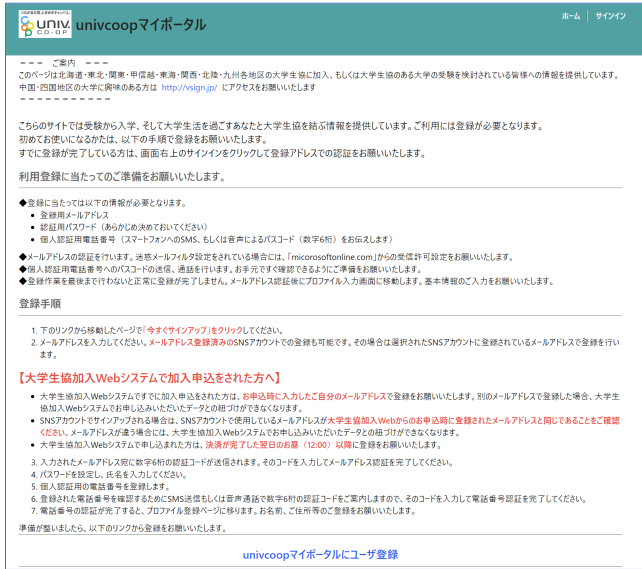 つながる元気、ときめきキャンパス。
UNIV.
CO-OP
univcoopマイポータル
ホーム
サインイン
－－－ ご案内 －－－
このページは北海道・東北・関東・甲信越・東海・関西・北陸・九州各地区の大学生協に加入、もしくは大学生協のある大学の受験を検討されている皆様への情報を提供しています。
中国・四国地区の大学に興味のある方は http://vsign.jp/ にアクセスをお願いいたします
－－－－－－－－－－－
こちらのサイトでは受験から入学、そして大学生活を過ごすあなたと大学生協を結ぶ情報を提供しています。ご利用には登録が必要となります。
初めてお使いになるかたは、以下の手順で登録をお願いいたします。
すでに登録が完了している方は、画面右上のサインインをクリックして登録アドレスでの認証をお願いいたします。
利用登録に当たってのご準備をお願いいたします。
◆登録に当たっては以下の情報が必要となります。
● 登録用メールアドレス
● 認証用パスワード（あらかじめ決めておいてください）
● 個人認証用電話番号（スマートフォンへのSMS、もしくは音声によるパスコード（数字6桁）をお伝えします）
◆メールアドレスの認証を行います。迷惑メールフィルタ設定をされている場合には、「micorosoftonline.com」からの受信許可設定をお願いいたします。
◆個人認証用電話番号へのパスコードの送信、通話を行います。お手元ですぐ確認できるようにご準備をお願いいたします。
◆登録作業を最後まで行わないと正常に登録が完了しません。メールアドレス認証後にプロファイル入力画面に移動します。基本情報のご入力をお願いいたします。
登録手順
1. 下のリンクから移動したページで「今すぐサインアップ」をクリックしてください。
2. メールアドレスを入力してください。メールアドレス登録済みのSNSアカウントでの登録も可能です。その場合は選択されたSNSアカウントに登録されているメールアドレスで登録を行い
ます。
【大学生協加入Webシステムで加入申込をされた方へ】
● 大学生協加入Webシステムですでに加入申込をされた方は、お申込時に入力したご自分のメールアドレスで登録をお願いいたします。別のメールアドレスで登録した場合、大学生
協加入Webシステムでお申し込みいただいたデータとの紐づけができなくなります。
● SNSアカウントでサインアップされる場合は、SNSアカウントで使用しているメールアドレスが大学生協加入Webからのお申込時に登録されたメールアドレスと同じであることをご確認
ください。メールアドレスが違う場合には、大学生協加入Webシステムでお申し込みいただいたデータとの紐づけができなくなります。
● 大学生協加入Webシステムで申し込まれた方は、決済が完了した翌日のお昼（12:00）以降に登録をお願いいたします。
3. 入力されたメールアドレス宛に数字6桁の認証コードが送信されます。そのコードを入力してメールアドレス認証を完了してください。
4. パスワードを設定し、氏名を入力してください。
5. 個人認証用の電話番号を登録します。
6. 登録された電話番号を確認するためにSMS送信もしくは音声通話で数字6桁の認証コードをご案内しますので、そのコードを入力して電話番号認証を完了してください。
7. 電話番号の認証が完了すると、プロファイル登録ページに移ります。お名前、ご住所等のご登録をお願いいたします。
準備が整いましたら、以下のリンクから登録をお願いいたします。
univcoopマイポータルにユーザ登録